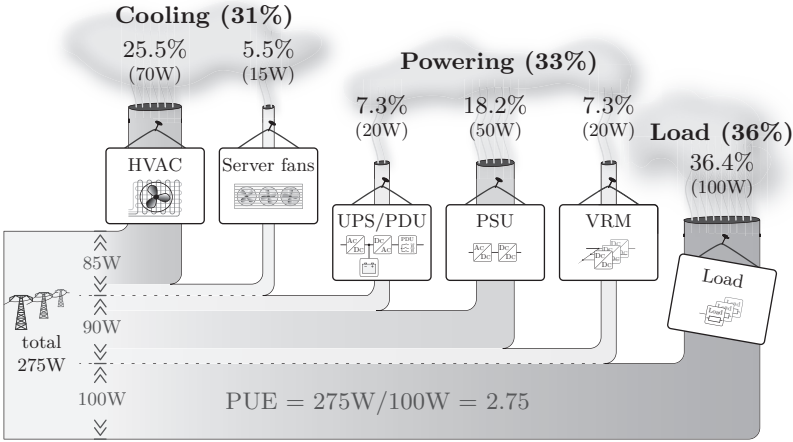 Cooling (31%)
25.5%
(70W)
5.5%
(15W)
Powering (33%)
7.3%
(20W)
18.2%
(50W)
7.3%
(20W)
Load (36%)
36.4%
(100W)
HVAC
Server fans
UPS/PDU
Ac
Dc
Dc
Ac
PDU
PSU
Ac
Dc
Dc
Dc
VRM
Dc
Dc
Load
Load
85W
90W
total
275W
100W
PUE = 275W/100W = 2.75